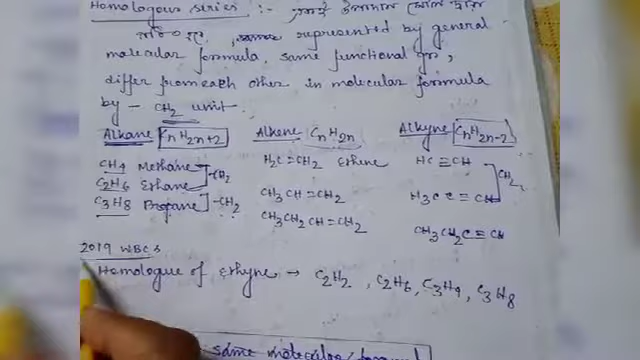 Homologous series :-
represented by general
molecular formula, same functional gr,
differ from each other in molecular formula
by - CH2 unit
Alkane CnH2n+2 Alkene CnH2n Alkyne CnH2n-2
CH4 Methane H2C=CH2 Ethene HC≡CH
C2H6 Ethane -CH2 CH3CH=CH2 H3CC≡CH CH2
C3H8 Propane -CH2 CH3CH2CH=CH2 CH3CH2C≡CH
2019 WBCS
Homologue of Ethyne → C2H2, C2H6, C3H4, C3H8
same molecular formul